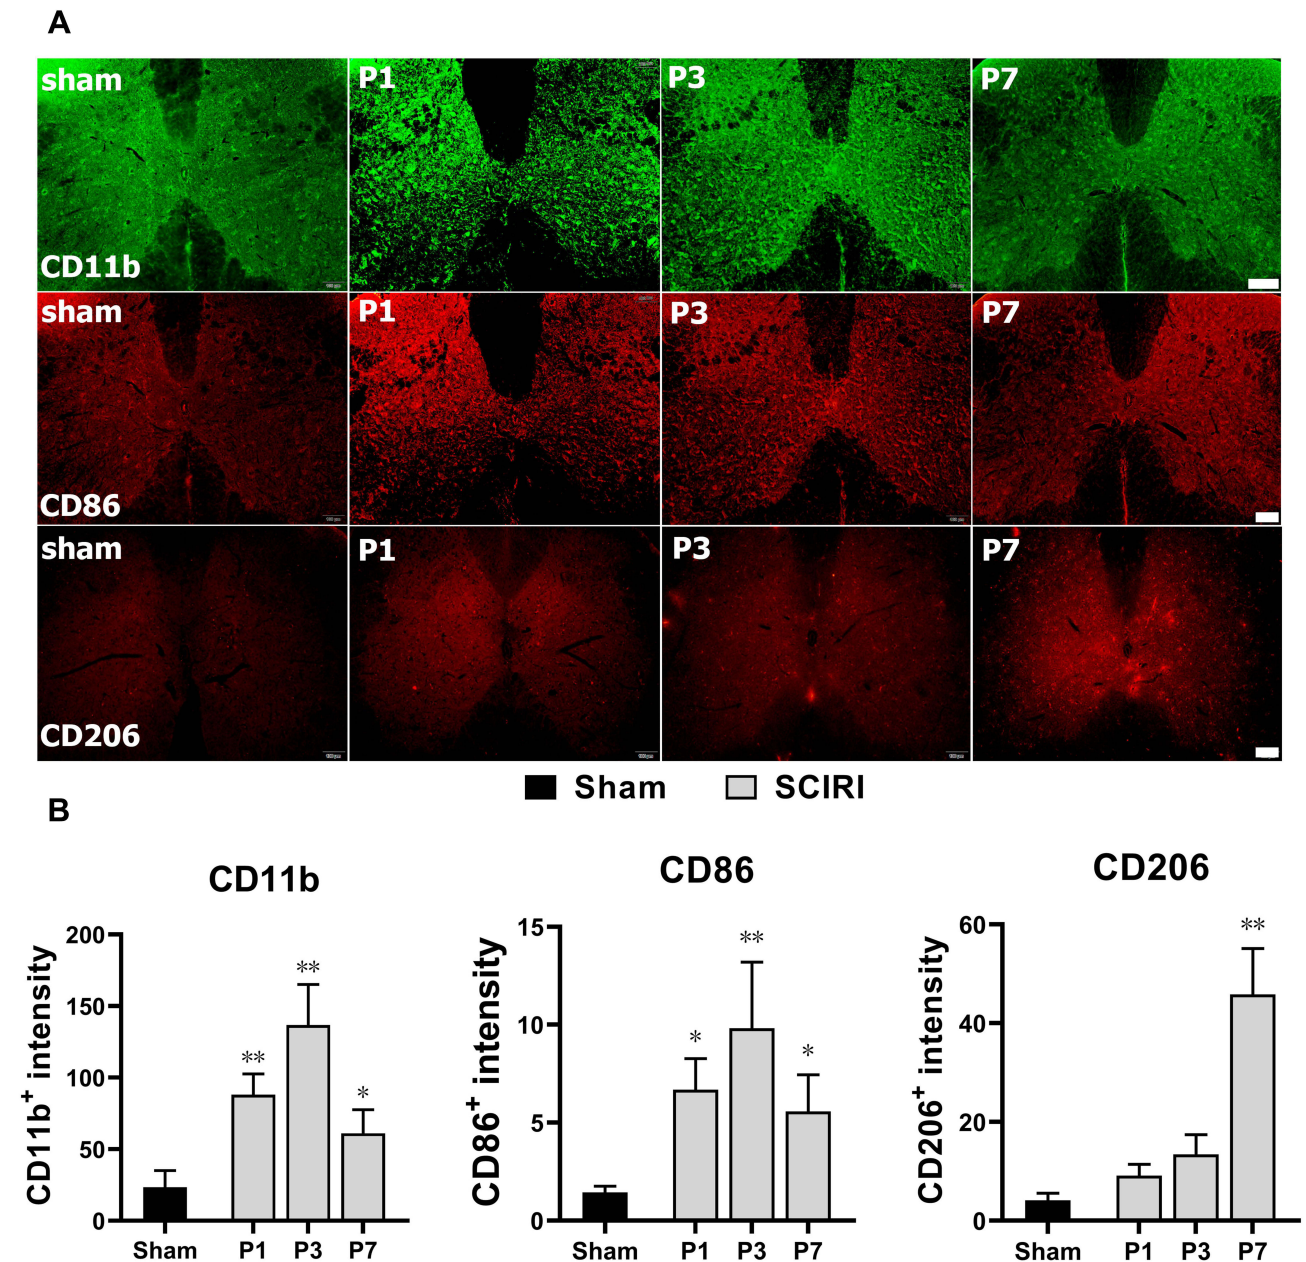 A
sham P1 P3 P7
CD11b
sham P1 P3 P7
CD86
sham P1 P3 P7
CD206
Sham SCIRI
B
CD11b
CD11b⁺ intensity
200
150
100
50
0
** ** *
Sham P1 P3 P7
CD86
CD86⁺ intensity
15
10
5
0
* ** *
Sham P1 P3 P7
CD206
CD206⁺ intensity
60
40
20
0
**
Sham P1 P3 P7